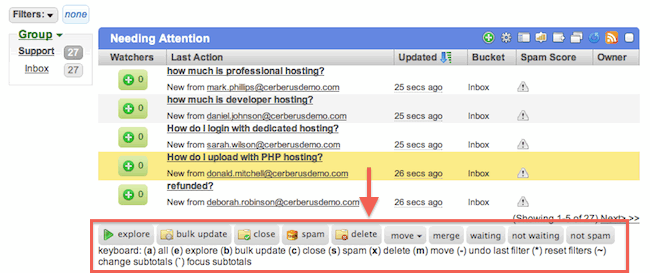 Filters: none
Group
Support 27
Inbox 27
Needing Attention
Watchers Last Action Updated Bucket Spam Score Owner
how much is professional hosting?
0 New from mark.phillips@cerberusdemo.com 25 secs ago Inbox
how much is developer hosting?
0 New from daniel.johnson@cerberusdemo.com 25 secs ago Inbox
How do I login with dedicated hosting?
0 New from sarah.wilson@cerberusdemo.com 25 secs ago Inbox
How do I upload with PHP hosting?
0 New from donald.mitchell@cerberusdemo.com 26 secs ago Inbox
refunded?
0 New from deborah.robinson@cerberusdemo.com 26 secs ago Inbox
(Showing 1-5 of 27) Next >>
explore bulk update close spam delete move merge waiting not waiting not spam
keyboard: (a) all (e) explore (b) bulk update (c) close (s) spam (x) delete (m) move (-) undo last filter (*) reset filters (~)
change subtotals (`) focus subtotals